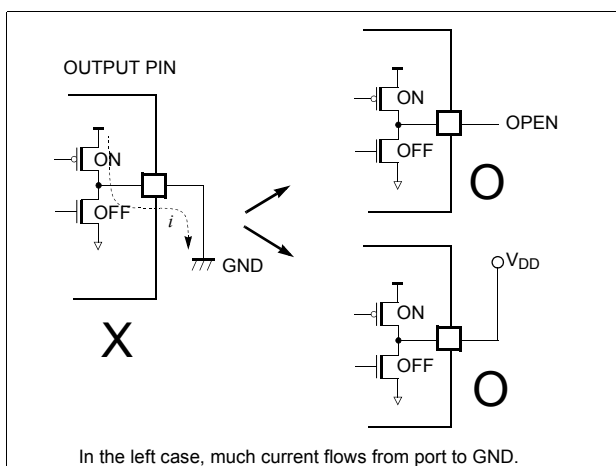 OUTPUT PIN
ON
OFF
i
GND
X
ON
OFF
OPEN
O
VDD
ON
OFF
O
In the left case, much current flows from port to GND.